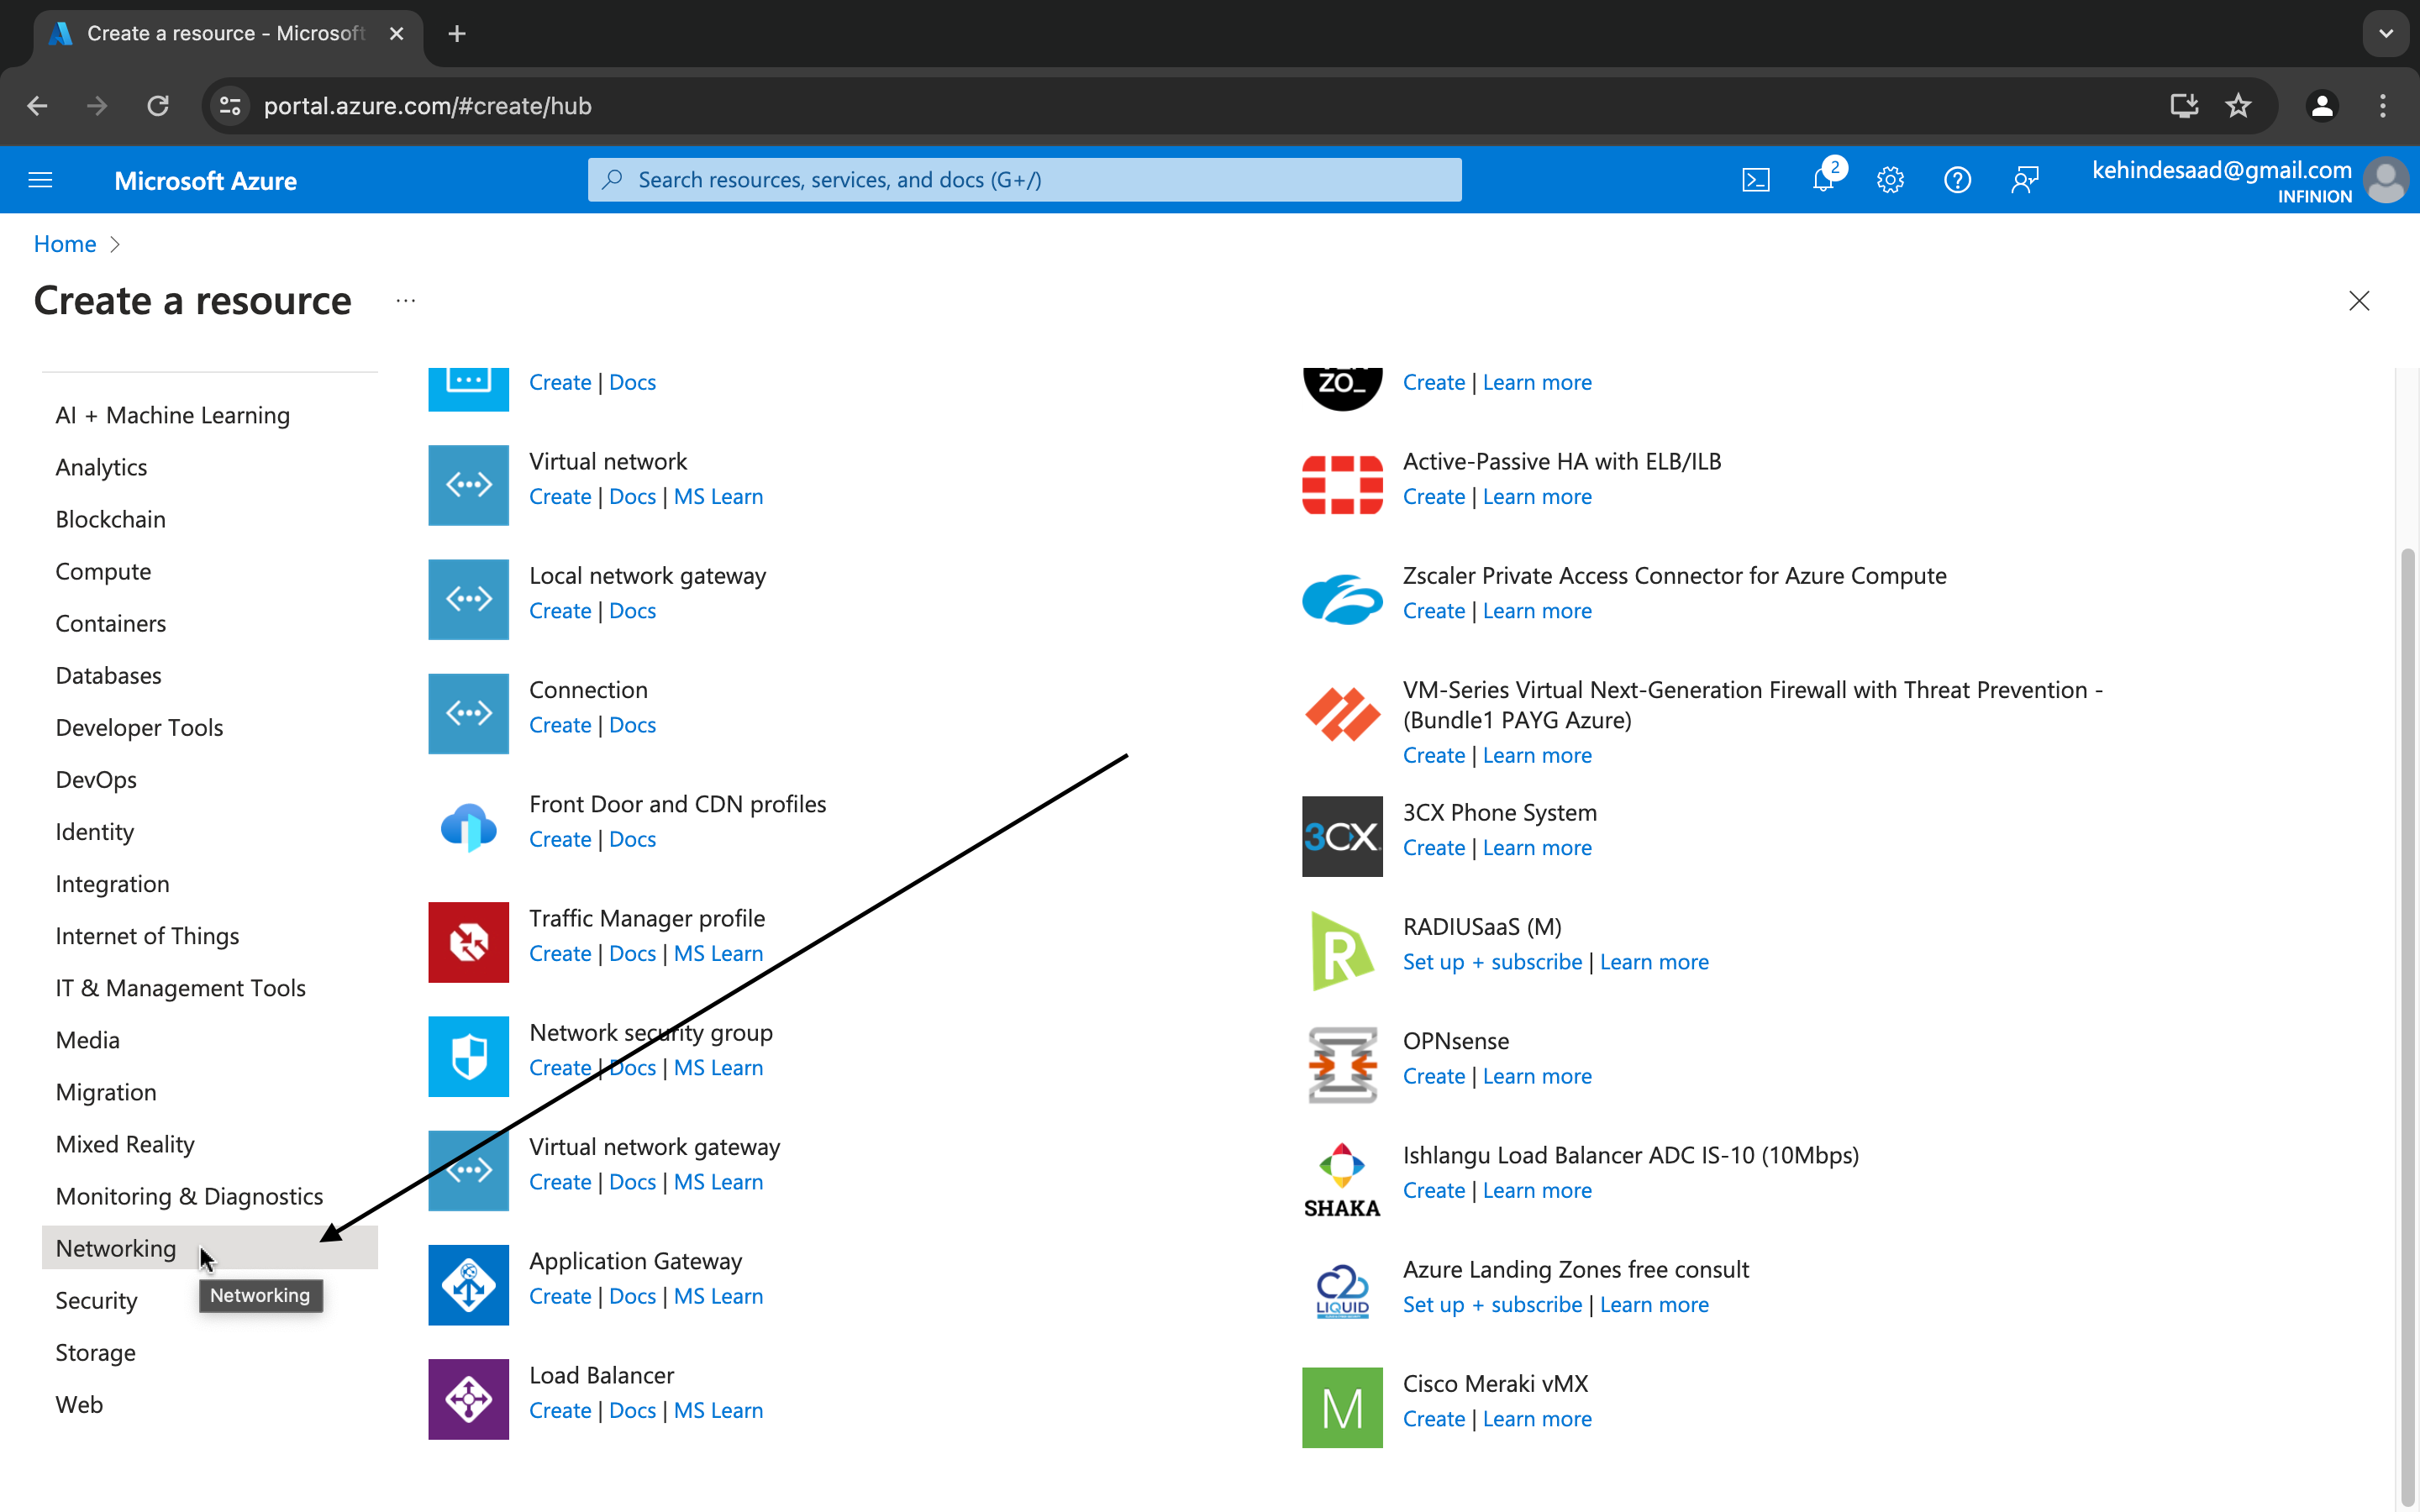 Create a resource - Microsoft
portal.azure.com/#create/hub
Microsoft Azure
Search resources, services, and docs (G+/)
2
kehindesaad@gmail.com
INFINION
Home
Create a resource
AI + Machine Learning
Analytics
Blockchain
Compute
Containers
Databases
Developer Tools
DevOps
Identity
Integration
Internet of Things
IT & Management Tools
Media
Migration
Mixed Reality
Monitoring & Diagnostics
Networking
Networking
Security
Storage
Web
Create | Docs
Virtual network
Create | Docs | MS Learn
Local network gateway
Create | Docs
Connection
Create | Docs
Front Door and CDN profiles
Create | Docs
Traffic Manager profile
Create | Docs | MS Learn
Network security group
Create | Docs | MS Learn
Virtual network gateway
Create | Docs | MS Learn
Application Gateway
Create | Docs | MS Learn
Load Balancer
Create | Docs | MS Learn
ZO_
Create | Learn more
Active-Passive HA with ELB/ILB
Create | Learn more
Zscaler Private Access Connector for Azure Compute
Create | Learn more
VM-Series Virtual Next-Generation Firewall with Threat Prevention -
(Bundle1 PAYG Azure)
Create | Learn more
3CX
3CX Phone System
Create | Learn more
R
RADIUSaaS (M)
Set up + subscribe | Learn more
OPNsense
Create | Learn more
SHAKA
Ishlangu Load Balancer ADC IS-10 (10Mbps)
Create | Learn more
C2
LIQUID
Azure Landing Zones free consult
Set up + subscribe | Learn more
M
Cisco Meraki vMX
Create | Learn more